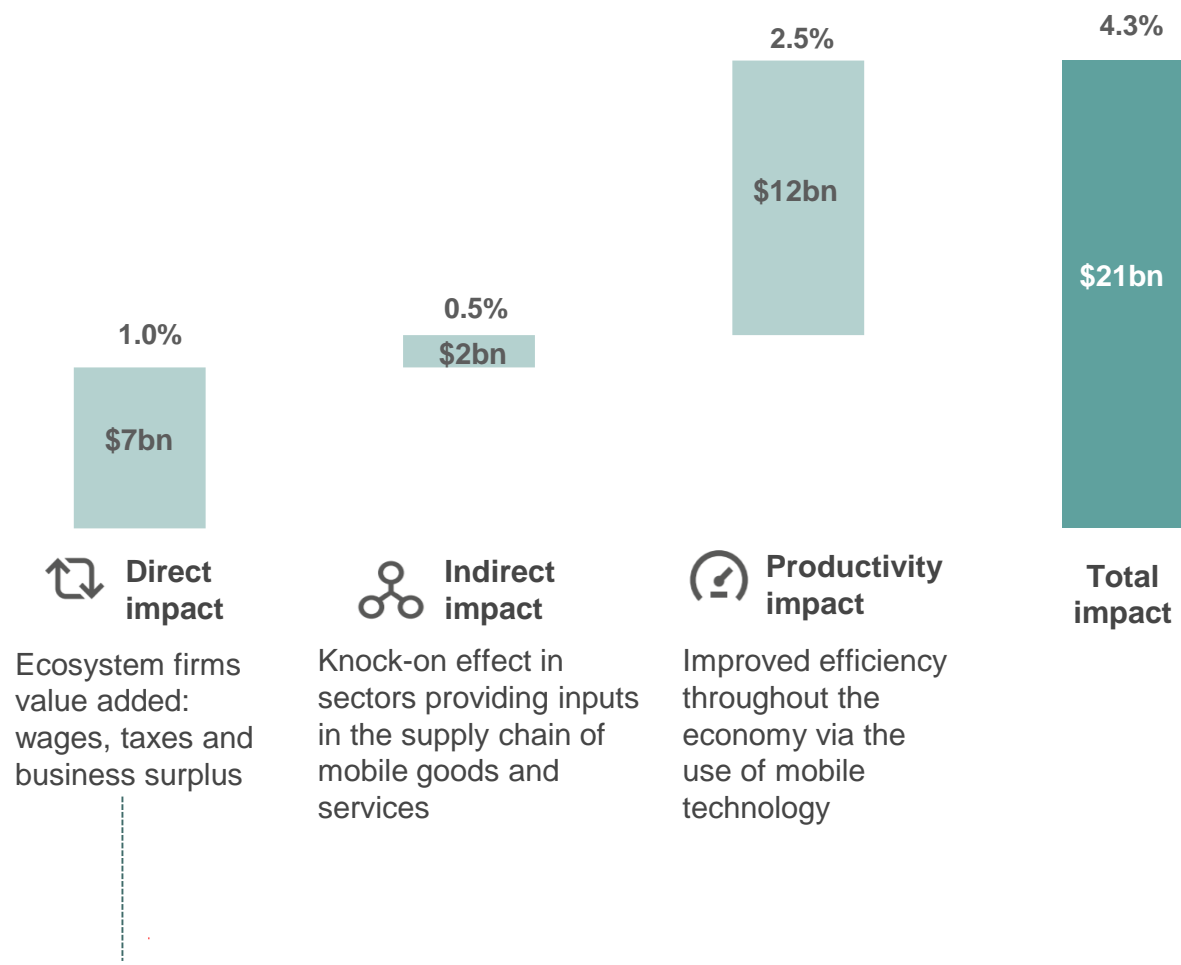 4.3%
2.5%
$12bn
$21bn
0.5%
1.0%
$2bn
$7bn
Direct
impact
Ecosystem firms
value added:
wages, taxes and
business surplus
Indirect
impact
Knock-on effect in
sectors providing inputs
in the supply chain of
mobile goods and
services
Productivity
impact
Improved efficiency
throughout the
economy via the
use of mobile
technology
Total
impact